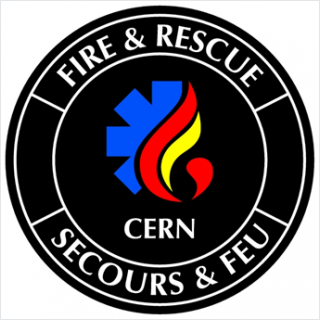 FIRE & RESCUE
CERN
SECOURS & FEU